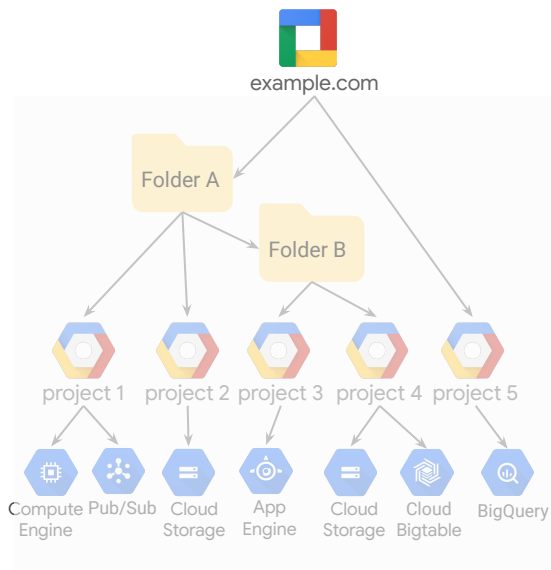 example.com
Folder A
Folder B
project 1
project 2
project 3
project 4
project 5
Compute
Engine
Pub/Sub
Cloud
Storage
App
Engine
Cloud
Storage
Cloud
Bigtable
BigQuery